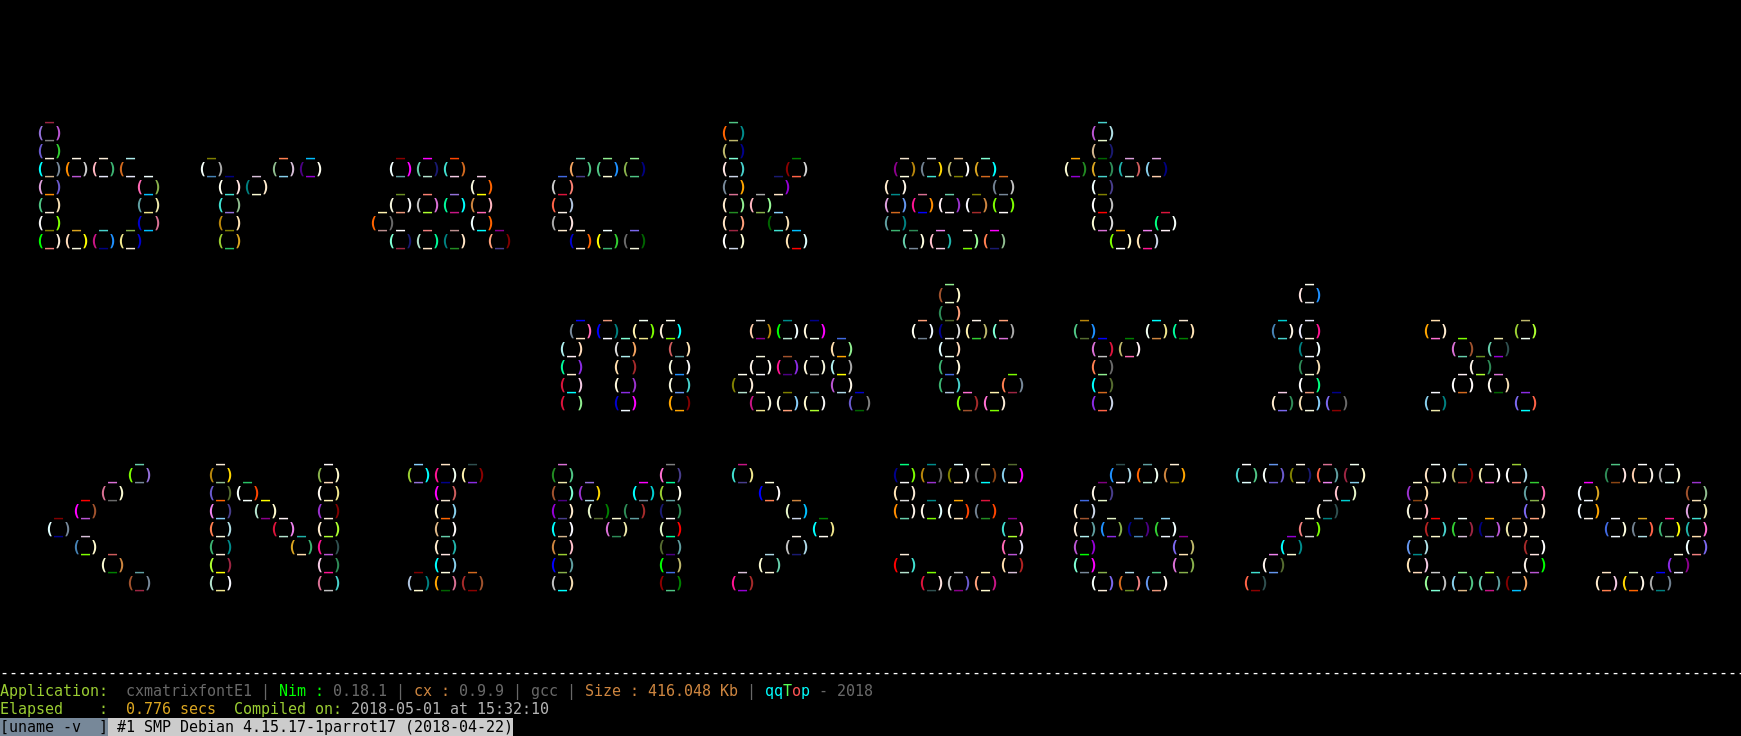 bracket
matrix
<NIM>56789
Application:  cxmatrixfontE1 | Nim : 0.18.1 | cx : 0.9.9 | gcc | Size : 416.048 Kb | qqTop - 2018
Elapsed    :  0.776 secs  Compiled on: 2018-05-01 at 15:32:10
[uname -v  ] #1 SMP Debian 4.15.17-1parrot17 (2018-04-22)